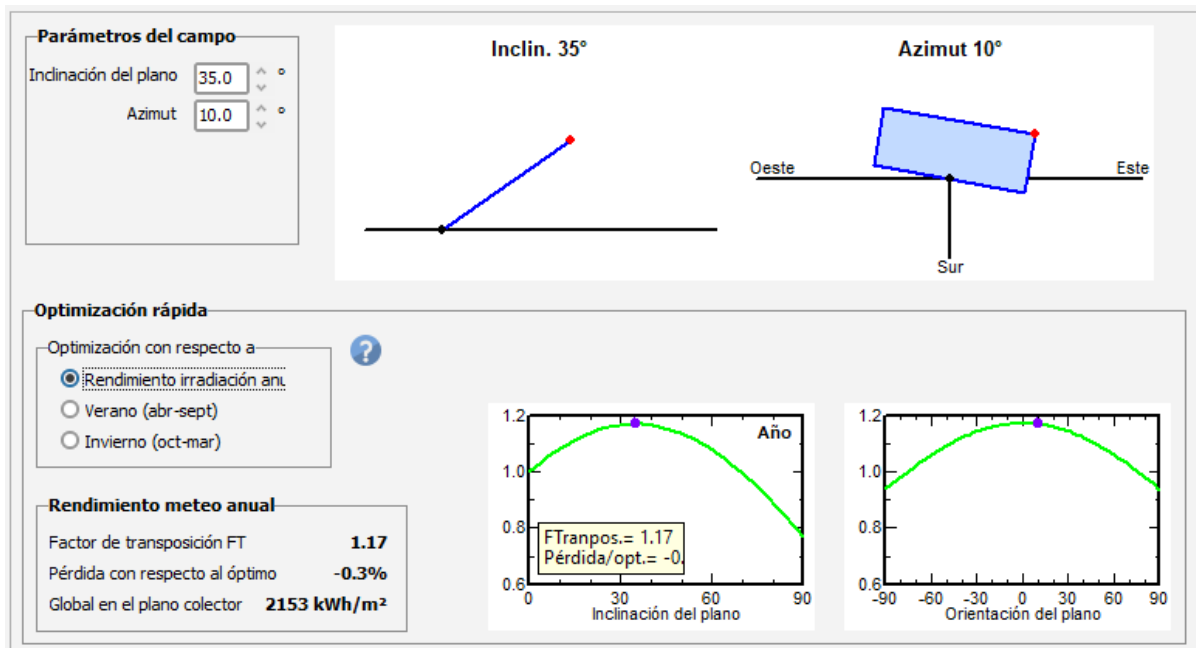 Parámetros del campo
Inclinación del plano 35.0 °
Azimut 10.0 °
Inclin. 35°
Azimut 10°
Oeste
Este
Sur
Optimización rápida
Optimización con respecto a
Rendimiento irradiación anu
Verano (abr-sept)
Invierno (oct-mar)
?
Rendimiento meteo anual
Factor de transposición FT 1.17
Pérdida con respecto al óptimo -0.3%
Global en el plano colector 2153 kWh/m²
1.2
1.0
0.8
0.6
Año
FTranpos.= 1.17
Pérdida/opt.= -0.
0 30 60 90
Inclinación del plano
1.2
1.0
0.8
0.6
-90 -60 -30 0 30 60 90
Orientación del plano